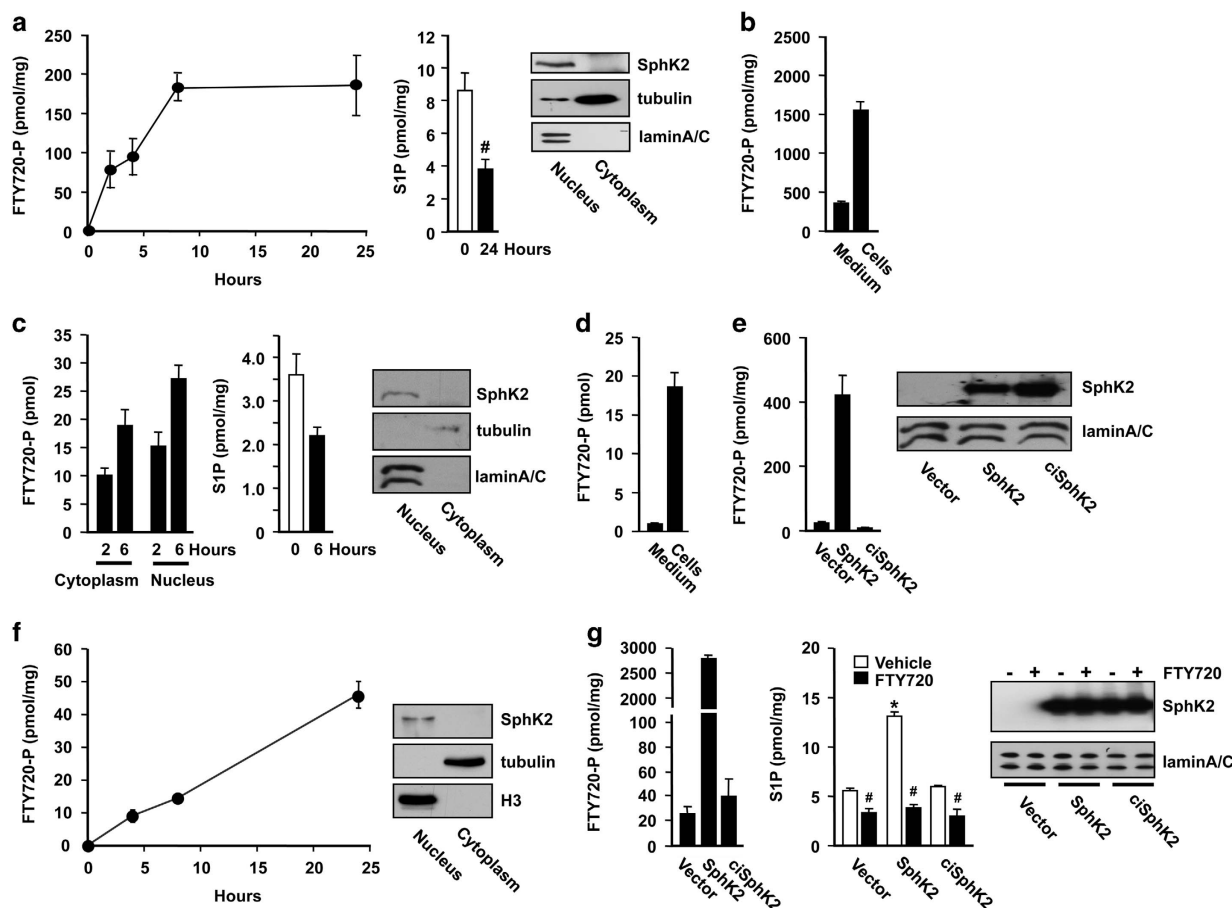 a
FTY720-P (pmol/mg)
250
200
150
100
50
0
0 5 10 15 20 25
Hours
S1P (pmol/mg)
14
12
10
8
6
4
2
0
#
0 24 Hours
SphK2
tubulin
laminA/C
Nucleus
Cytoplasm
b
FTY720-P (pmol/mg)
2500
2000
1500
1000
500
0
Medium
Cells
c
FTY720-P (pmol)
35
30
25
20
15
10
5
0
2 6 2 6 Hours
Cytoplasm Nucleus
S1P (pmol/mg)
4.0
3.0
2.0
1.0
0
0 6 Hours
SphK2
tubulin
laminA/C
Nucleus
Cytoplasm
d
FTY720-P (pmol)
25
20
15
10
5
0
Medium
Cells
e
FTY720-P (pmol/mg)
600
400
200
0
Vector
SphK2
ciSphK2
SphK2
laminA/C
Vector
SphK2
ciSphK2
f
FTY720-P (pmol/mg)
60
50
40
30
20
10
0
0 5 10 15 20 25
Hours
SphK2
tubulin
H3
Nucleus
Cytoplasm
g
FTY720-P (pmol/mg)
3000
2000
100
80
60
40
20
0
Vector
SphK2
ciSphK2
S1P (pmol/mg)
20
15
10
5
0
Vehicle
FTY720
*
# # #
Vector
SphK2
ciSphK2
- + - + - + FTY720
SphK2
laminA/C
Vector
SphK2
ciSphK2